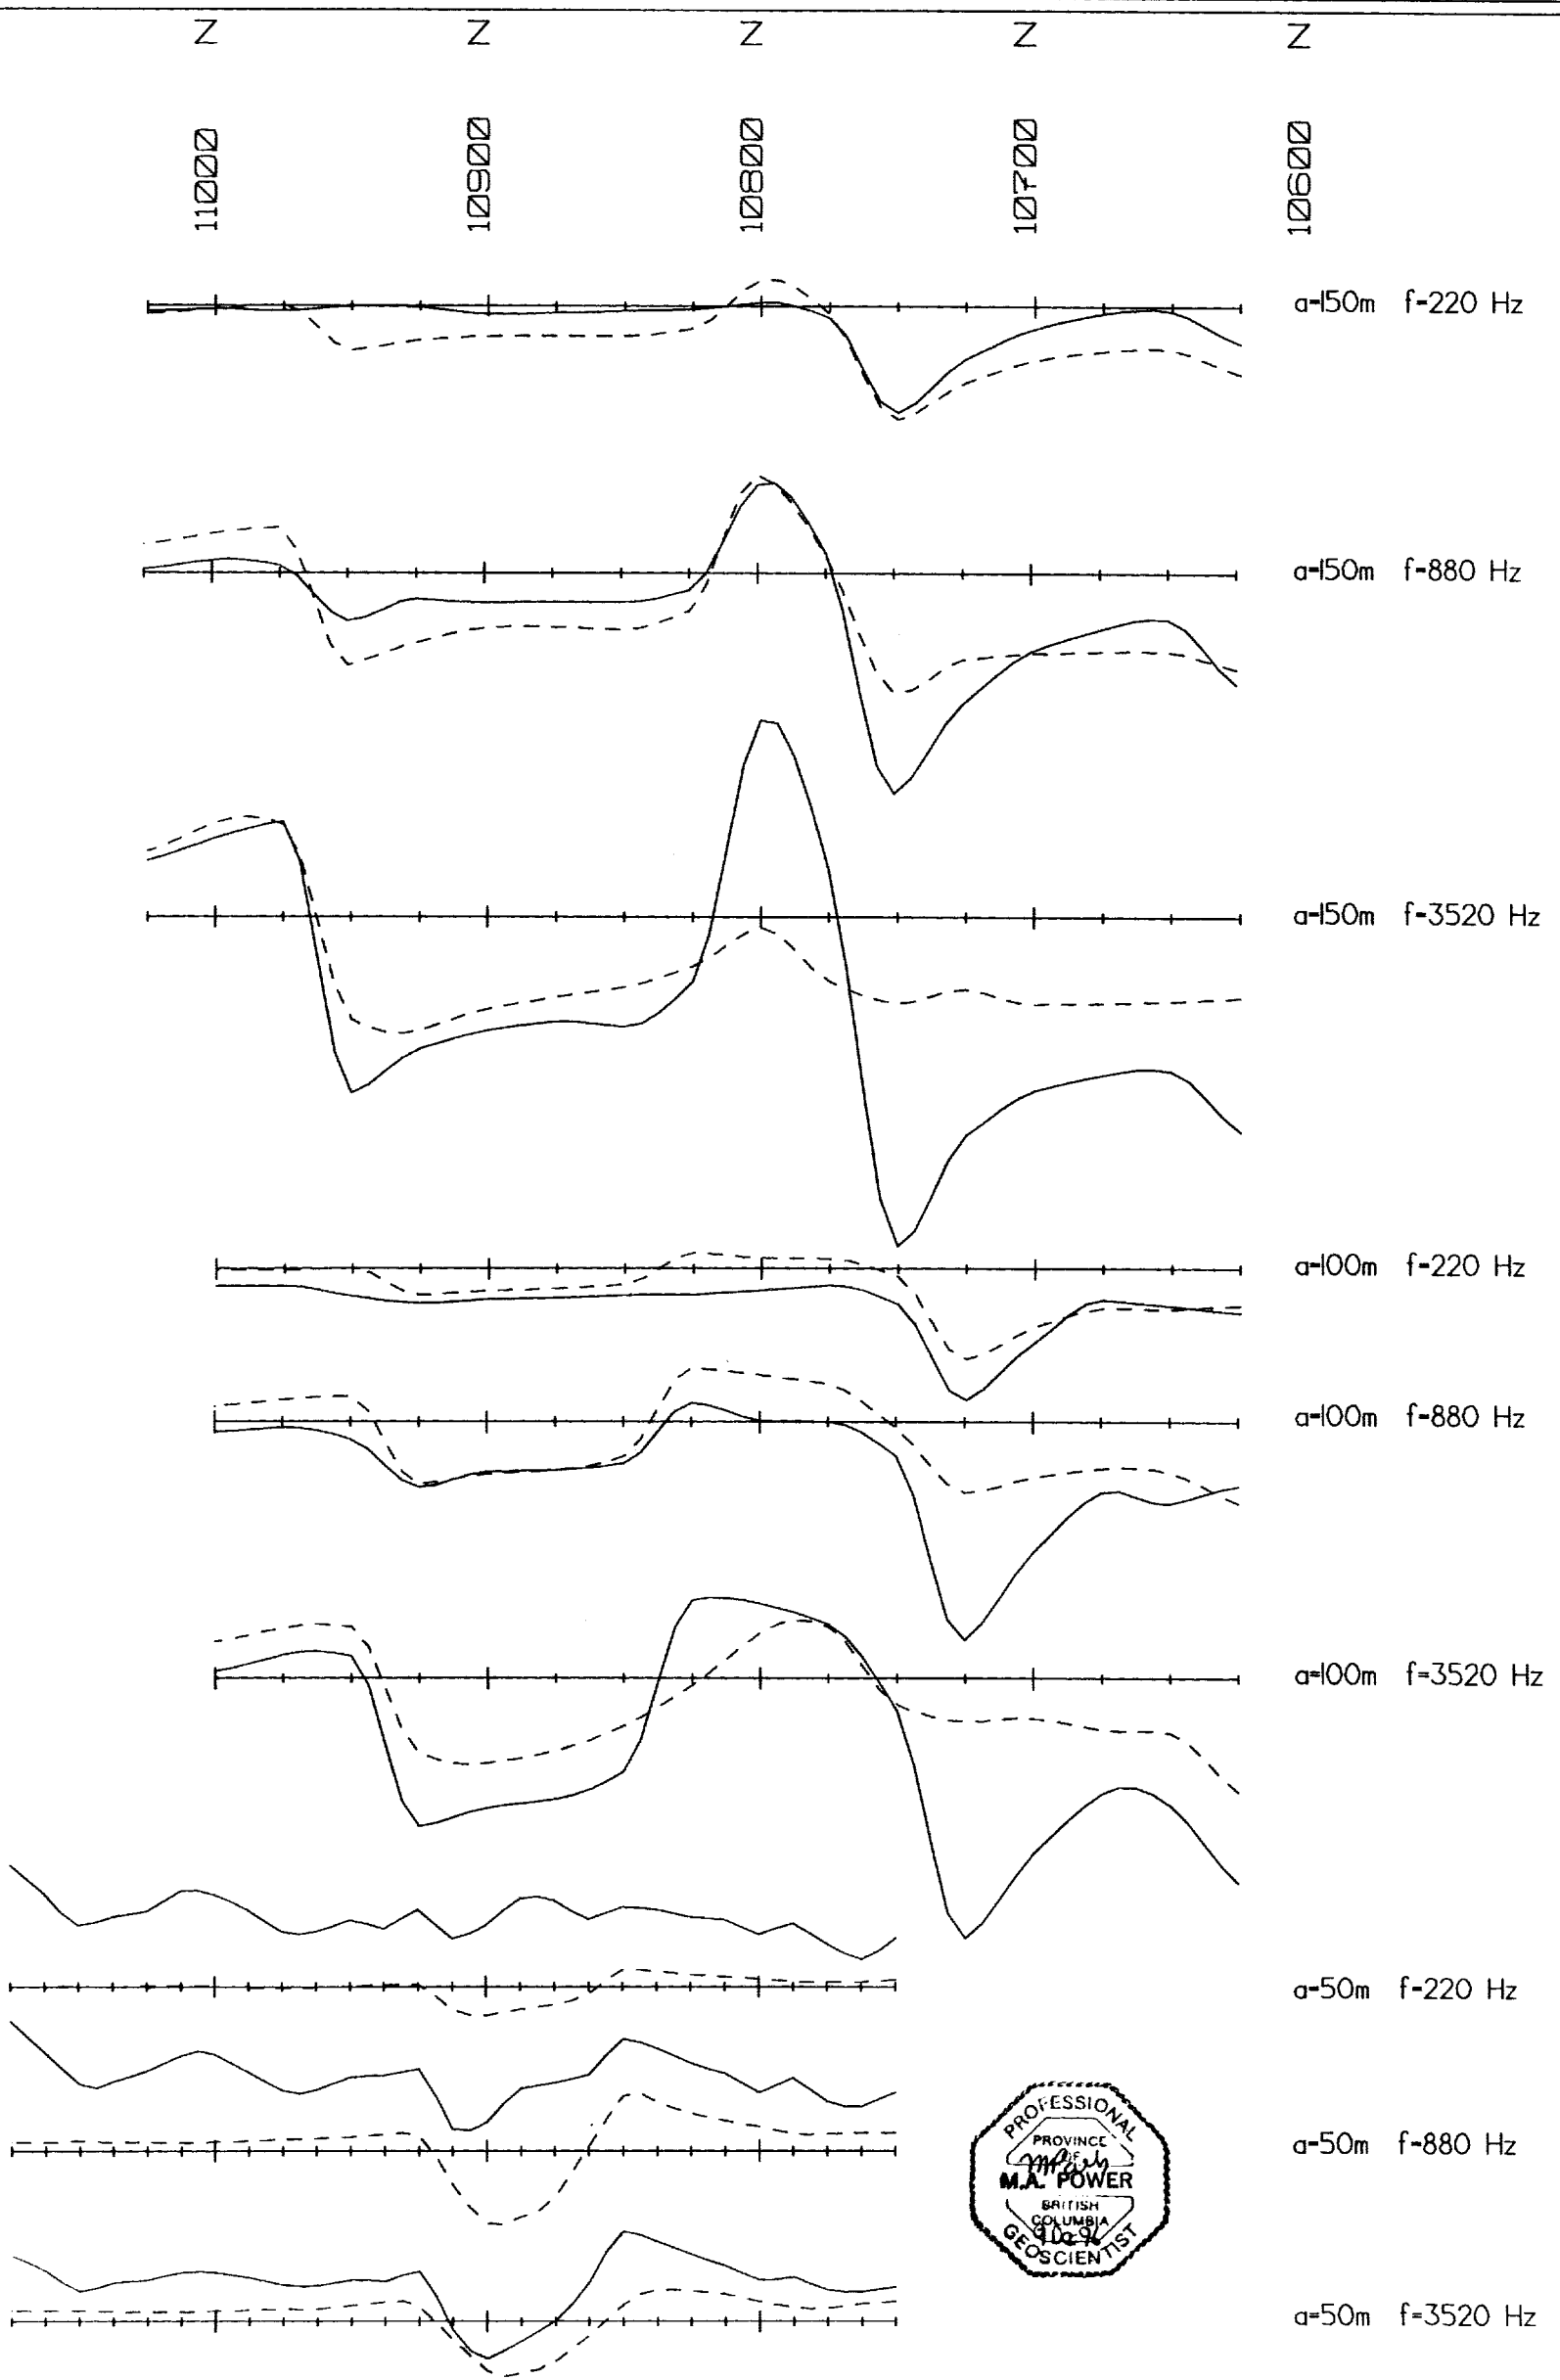 N N N N N
11000 10900 10800 10700 10600
a=150m f=220 Hz
a=150m f=880 Hz
a=150m f=3520 Hz
a=100m f=220 Hz
a=100m f=880 Hz
a=100m f=3520 Hz
a=50m f=220 Hz
a=50m f=880 Hz
a=50m f=3520 Hz
PROFESSIONAL
PROVINCE
OF
M.A. POWER
BRITISH
COLUMBIA
GEOSCIENTIST